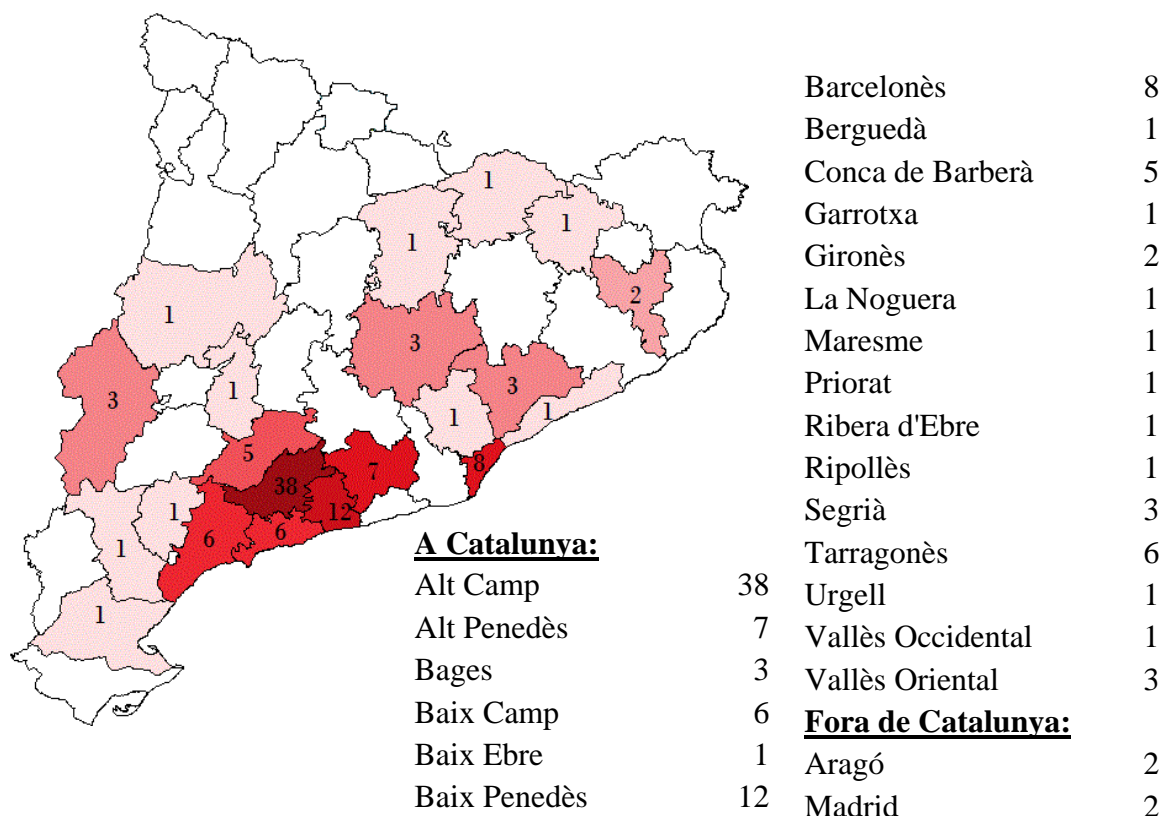 1
1
1
1
2
1
3
3
3
1
1
1
5
7
8
38
1
12
6
6
1
1
A Catalunya:
Alt Camp 38
Alt Penedès 7
Bages 3
Baix Camp 6
Baix Ebre 1
Baix Penedès 12
Barcelonès 8
Berguedà 1
Conca de Barberà 5
Garrotxa 1
Gironès 2
La Noguera 1
Maresme 1
Priorat 1
Ribera d'Ebre 1
Ripollès 1
Segrià 3
Tarragonès 6
Urgell 1
Vallès Occidental 1
Vallès Oriental 3
Fora de Catalunya:
Aragó 2
Madrid 2